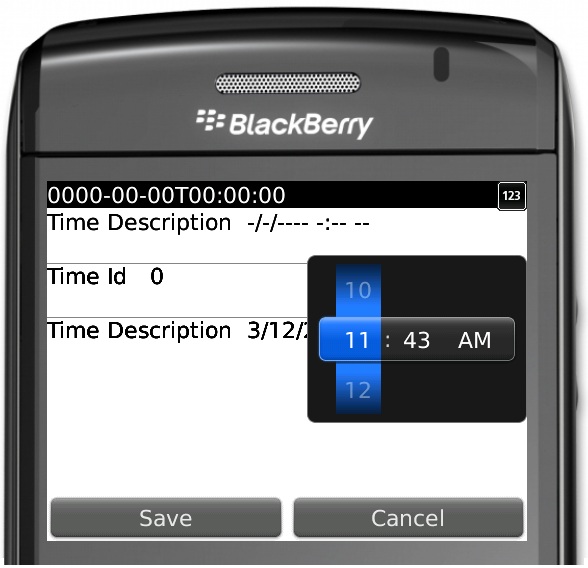 BlackBerry
0000-00-00T00:00:00 123
Time Description -/-/---- -:-- --
Time Id 0
Time Description 3/12/
10
11 : 43 AM
12
Save Cancel